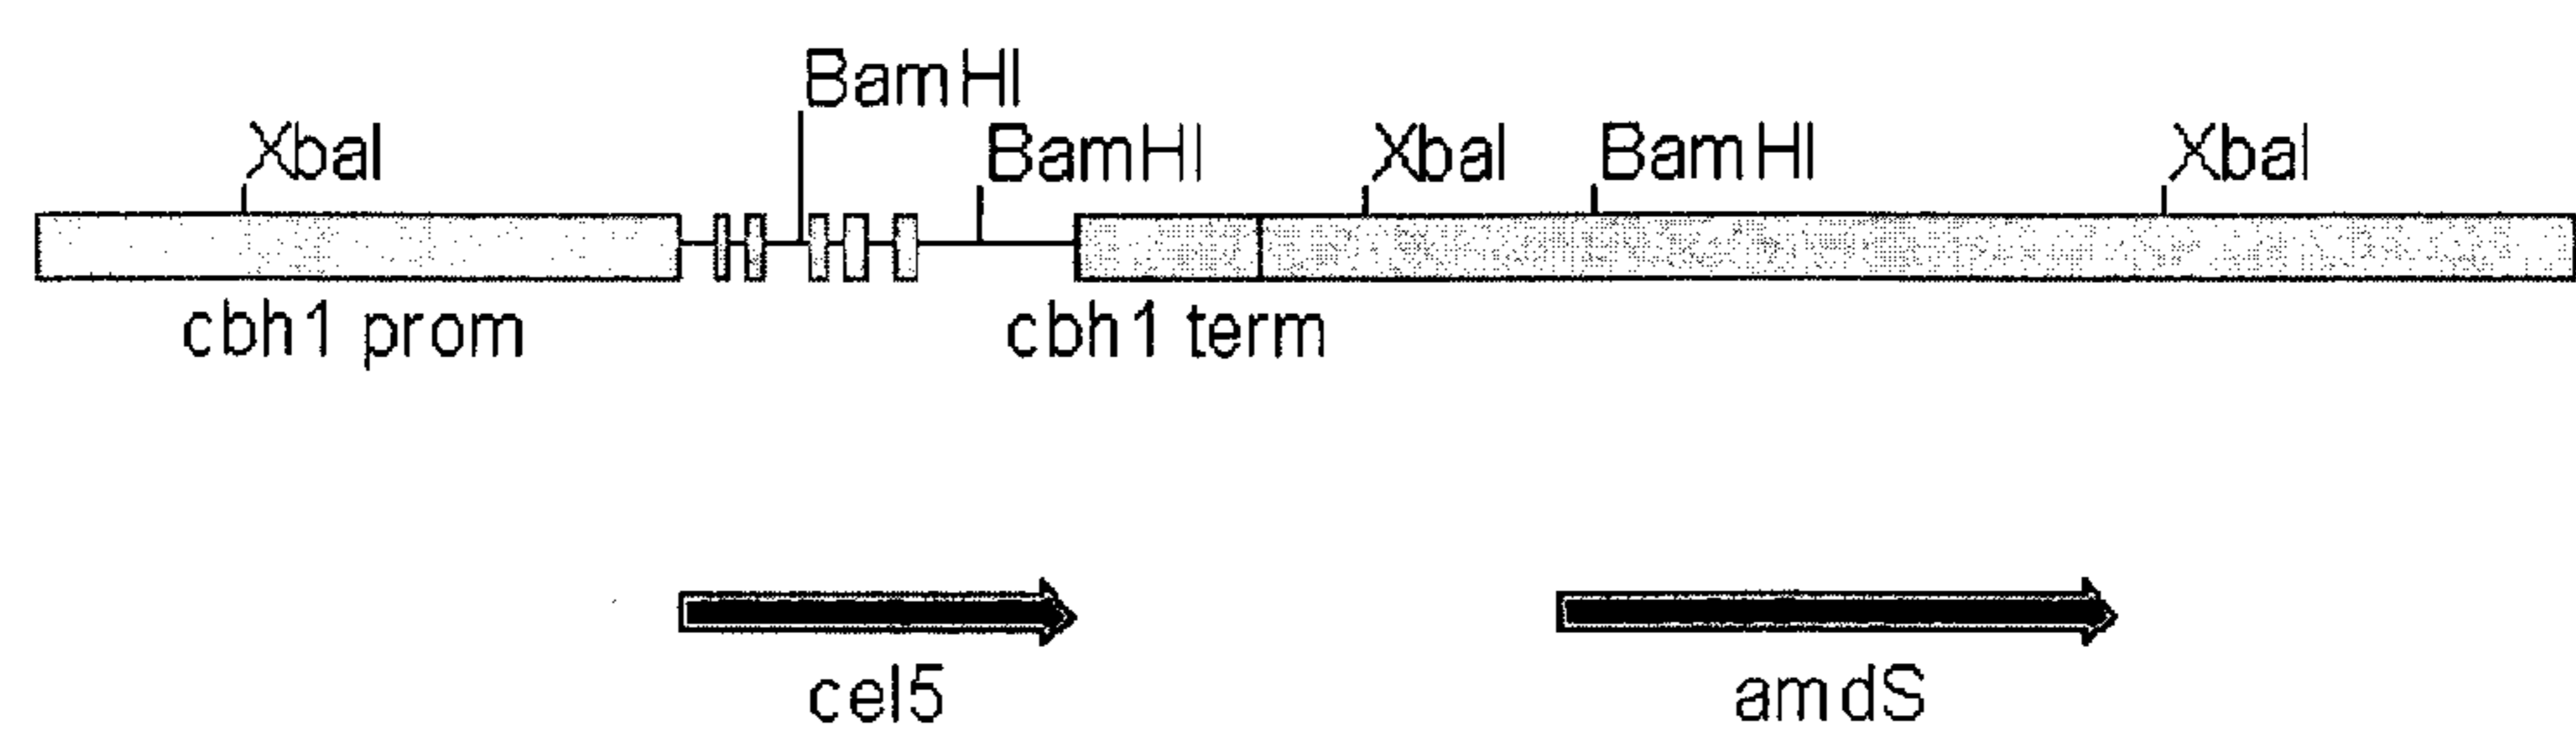 BamHI
XbaI BamHI XbaI BamHI XbaI
cbh1 prom cbh1 term
cel5 amdS